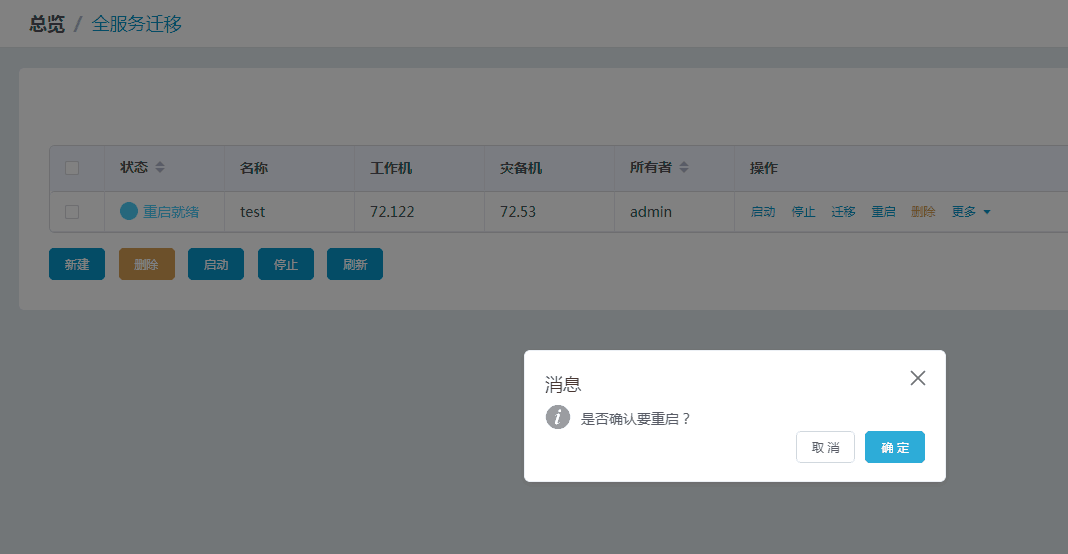 总览 / 全服务迁移
状态 名称 工作机 灾备机 所有者 操作
重启就绪 test 72.122 72.53 admin 启动 停止 迁移 重启 删除 更多
新建 删除 启动 停止 刷新
消息
是否确认要重启？
取消 确定